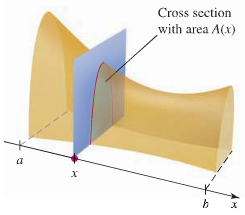 Cross section
with area A(x)
a
x
b
x